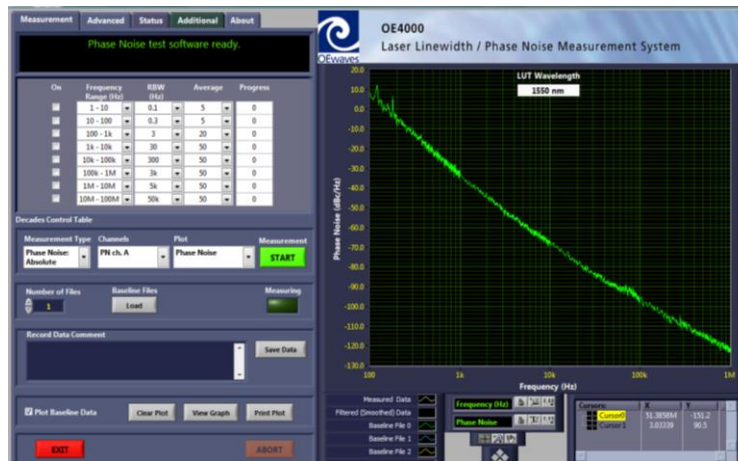 Measurement Advanced Status Additional About
Phase Noise test software ready.
On Frequency Range (Hz) RBW (Hz) Average Progress
1 - 10 0.1 5 0
10 - 100 0.3 5 0
100 - 1k 3 20 0
1k - 10k 30 50 0
10k - 100k 300 50 0
100k - 1M 3k 50 0
1M - 10M 5k 50 0
10M - 100M 50k 50 0
Decades Control Table
Measurement Type Channels Plot Measurement
Phase Noise: Absolute PN ch. A Phase Noise START
Number of Files Baseline Files Measuring
1 Load
Record Data Comment
Save Data
Plot Baseline Data Clear Plot View Graph Print Plot
EXIT ABORT
OEwaves
OE4000
Laser Linewidth / Phase Noise Measurement System
LUT Wavelength
1550 nm
Phase Noise (dBc/Hz)
20.0
10.0
0.0
-10.0
-20.0
-30.0
-40.0
-50.0
-60.0
-70.0
-80.0
-90.0
-100.0
-110.0
-120.0
-130.0
100 1k 10k 100k 1M
Frequency (Hz)
Measured Data
Filtered (Smoothed) Data
Baseline File 0
Baseline File 1
Baseline File 2
Frequency (Hz)
Phase Noise
Cursors: X Y
Cursor0 51.3858M -151.2
Cursor1 3.03339 90.5